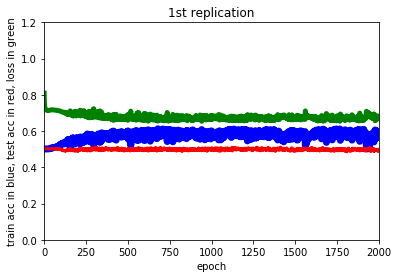 1st replication
train acc in blue, test acc in red, loss in green
1.2
1.0
0.8
0.6
0.4
0.2
0.0
0 250 500 750 1000 1250 1500 1750 2000
epoch